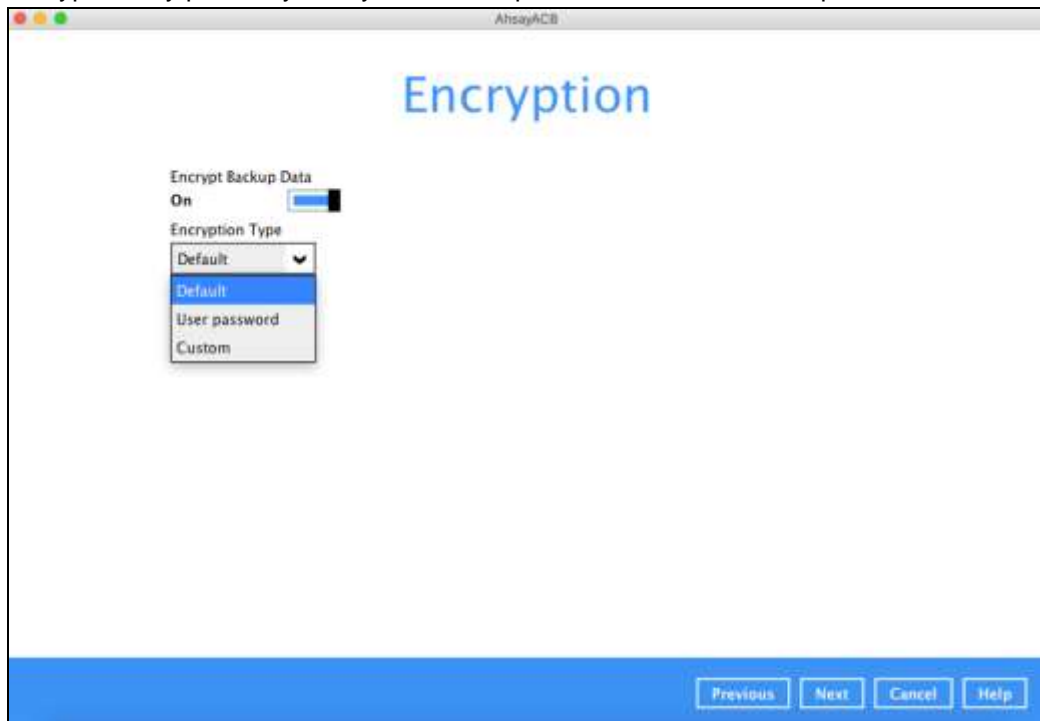 AhsayACB
Encryption
Encrypt Backup Data
On
Encryption Type
Default
Default
User password
Custom
Previous Next Cancel Help